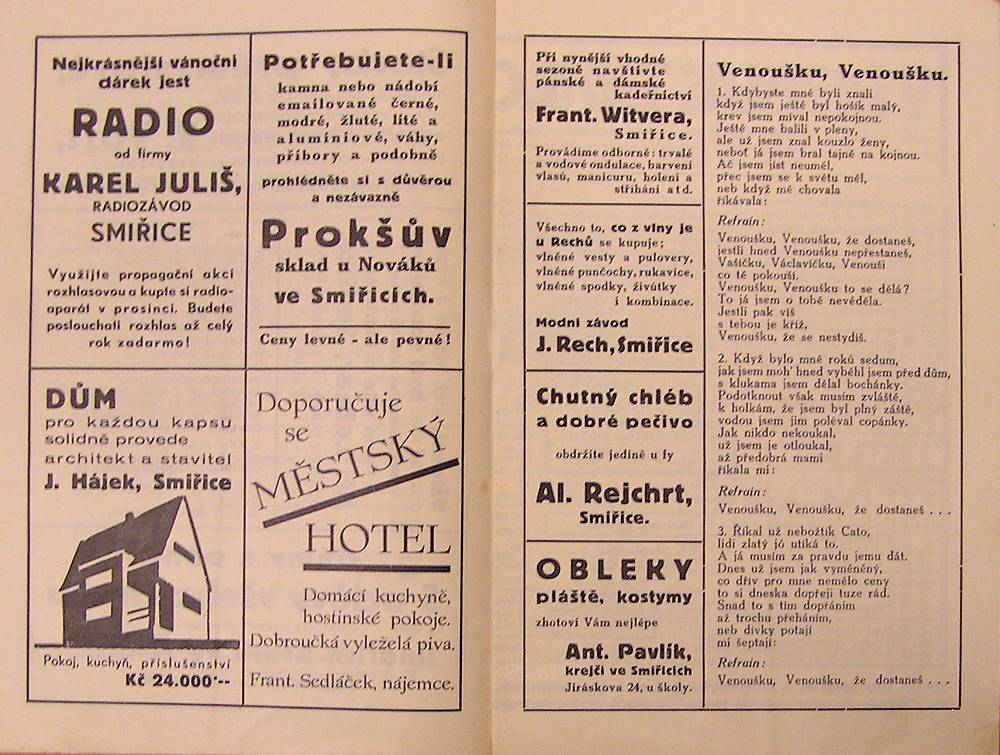 Nejkrásnější vánoční
dárek jest
RADIO
od firmy
KAREL JULIŠ,
RADIOZÁVOD
SMIŘICE
Využijte propagační akci
rozhlasovou a kupte si radio-
aparát v prosinci. Budete
poslouchati rozhlas až celý
rok zadarmo!
Potřebujete-li
kamna nebo nádobí
emailované černé,
modré, žluté, lité a
aluminiové, váhy,
příbory a podobně
prohlédněte si s důvěrou
a nezávazně
Prokšův
sklad u Nováků
ve Smiřicích.
Ceny levné - ale pevné!
DŮM
pro každou kapsu
solidně provede
architekt a stavitel
J. Hájek, Smiřice
Pokoj, kuchyň, příslušenství
Kč 24.000'--
Doporučuje
se
MĚSTSKÝ
HOTEL
Domácí kuchyně,
hostinské pokoje.
Dobroučká vyležela piva.
Frant. Sedláček, nájemce.
Při nynější vhodné
sezoně navštivte
pánské a dámské
kadeřnictví
Frant. Witvera,
Smiřice.
Provádíme odborně: trvalé
a vodové ondulace, barvení
vlasů, manicuru, holení a
stříhání atd.
Všechno to, co z vlny je
u Rechů se kupuje;
vlněné vesty a pulovery,
vlněné punčochy, rukavice,
vlněné spodky, živůtky
i kombinace.
Modní závod
J. Rech, Smiřice
Chutný chléb
a dobré pečivo
obdržíte jedině u fy
Al. Rejchrt,
Smiřice.
OBLEKY
pláště, kostymy
zhotoví Vám nejlépe
Ant. Pavlík,
krejčí ve Smiřicích
Jiráskova 24, u školy.
Venoušku, Venoušku.
1. Kdybyste mně byli znali
když jsem ještě byl hošík malý,
krev jsem míval nepokojnou.
Ještě mne balili v pleny,
ale už jsem znal kouzlo ženy,
neboť já jsem bral tajně na kojnou.
Ač jsem jíst neuměl,
přec jsem se k světu měl,
neb když mě chovala
říkávala:
Refrain:
Venoušku, Venoušku, že dostaneš,
jestli hned Venoušku nepřestaneš,
Vašíčku, Václavíčku, Venouši
co tě pokouší.
Venoušku, Venoušku to se dělá?
To já jsem o tobě nevěděla.
Jestli pak víš
s tebou je kříž,
Venoušku, že se nestydíš.
2. Když bylo mně roků sedum,
jak jsem moh' hned vyběhl jsem před dům,
s klukama jsem dělal bochánky.
Podotknout však musím zvláště,
k holkám, že jsem byl plný záště,
vodou jsem jim poléval copánky.
Jak nikdo nekoukal,
už jsem je otloukal,
až předobrá mami
říkala mi:
Refrain:
Venoušku, Venoušku, že dostaneš . . .
3. Říkal už nebožtík Cato,
lidi zlatý jó utíká to.
A já musím za pravdu jemu dát.
Dnes už jsem jak vyměněný,
co dřív pro mne nemělo ceny
to si dneska dopřeji tuze rád.
Snad to s tím dopřáním
až trochu přeháním,
neb dívky potají
mi šeptají:
Refrain:
Venoušku, Venoušku, že dostaneš . . .